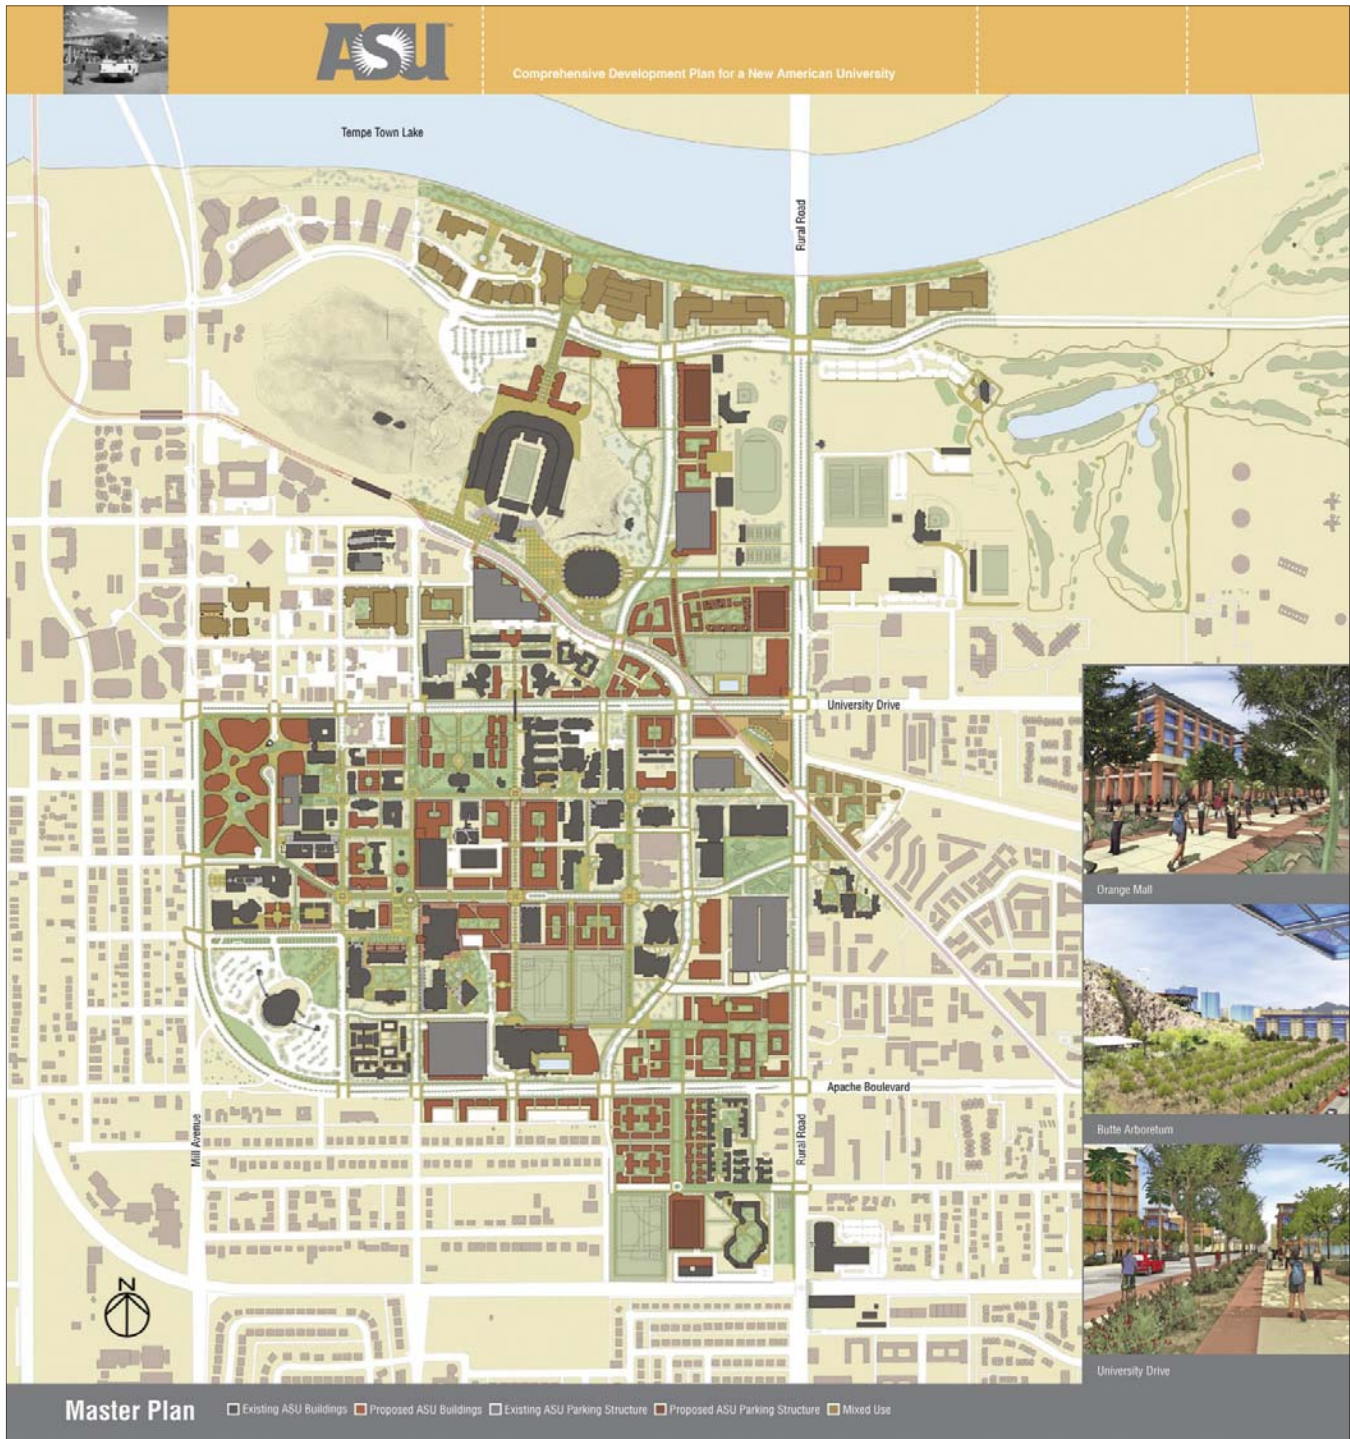 ASU
Comprehensive Development Plan for a New American University
Tempe Town Lake
Rural Road
University Drive
Orange Mall
Butte Arboretum
Apache Boulevard
Mill Avenue
Rural Road
N
University Drive
Master Plan
Existing ASU Buildings
Proposed ASU Buildings
Existing ASU Parking Structure
Proposed ASU Parking Structure
Mixed Use